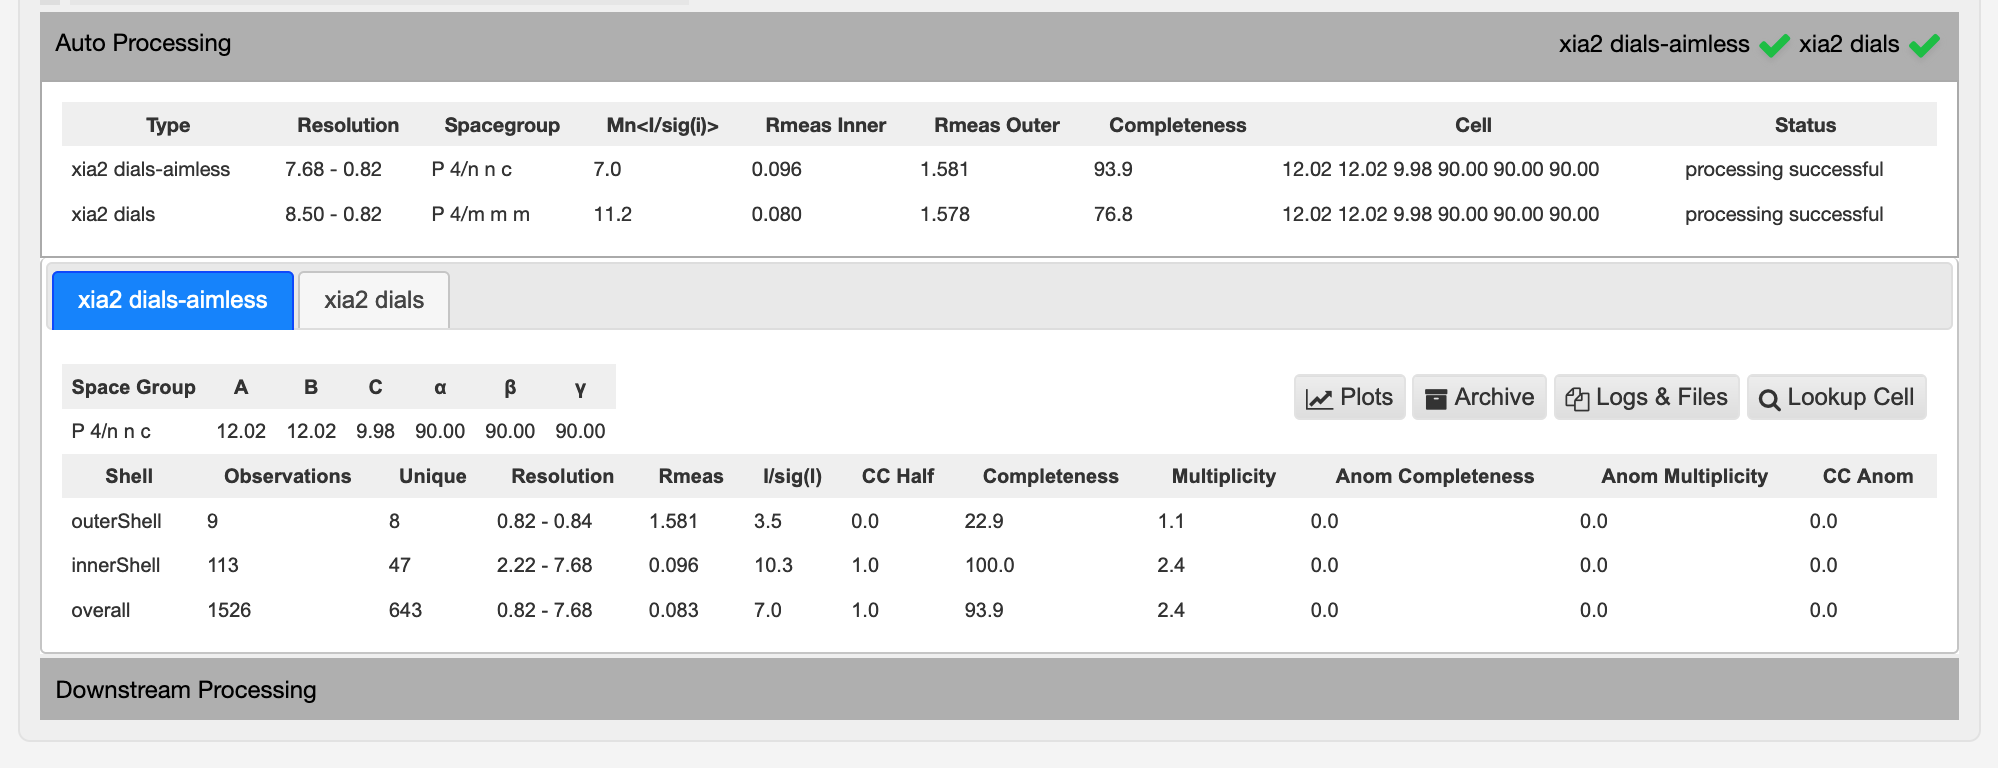 Auto Processing xia2 dials-aimless xia2 dials
Type Resolution Spacegroup Mn<I/sig(i)> Rmeas Inner Rmeas Outer Completeness Cell Status
xia2 dials-aimless 7.68 - 0.82 P 4/n n c 7.0 0.096 1.581 93.9 12.02 12.02 9.98 90.00 90.00 90.00 processing successful
xia2 dials 8.50 - 0.82 P 4/m m m 11.2 0.080 1.578 76.8 12.02 12.02 9.98 90.00 90.00 90.00 processing successful
xia2 dials-aimless xia2 dials
Space Group A B C α β γ
P 4/n n c 12.02 12.02 9.98 90.00 90.00 90.00
Plots Archive Logs & Files Lookup Cell
Shell Observations Unique Resolution Rmeas I/sig(I) CC Half Completeness Multiplicity Anom Completeness Anom Multiplicity CC Anom
outerShell 9 8 0.82 - 0.84 1.581 3.5 0.0 22.9 1.1 0.0 0.0 0.0
innerShell 113 47 2.22 - 7.68 0.096 10.3 1.0 100.0 2.4 0.0 0.0 0.0
overall 1526 643 0.82 - 7.68 0.083 7.0 1.0 93.9 2.4 0.0 0.0 0.0
Downstream Processing